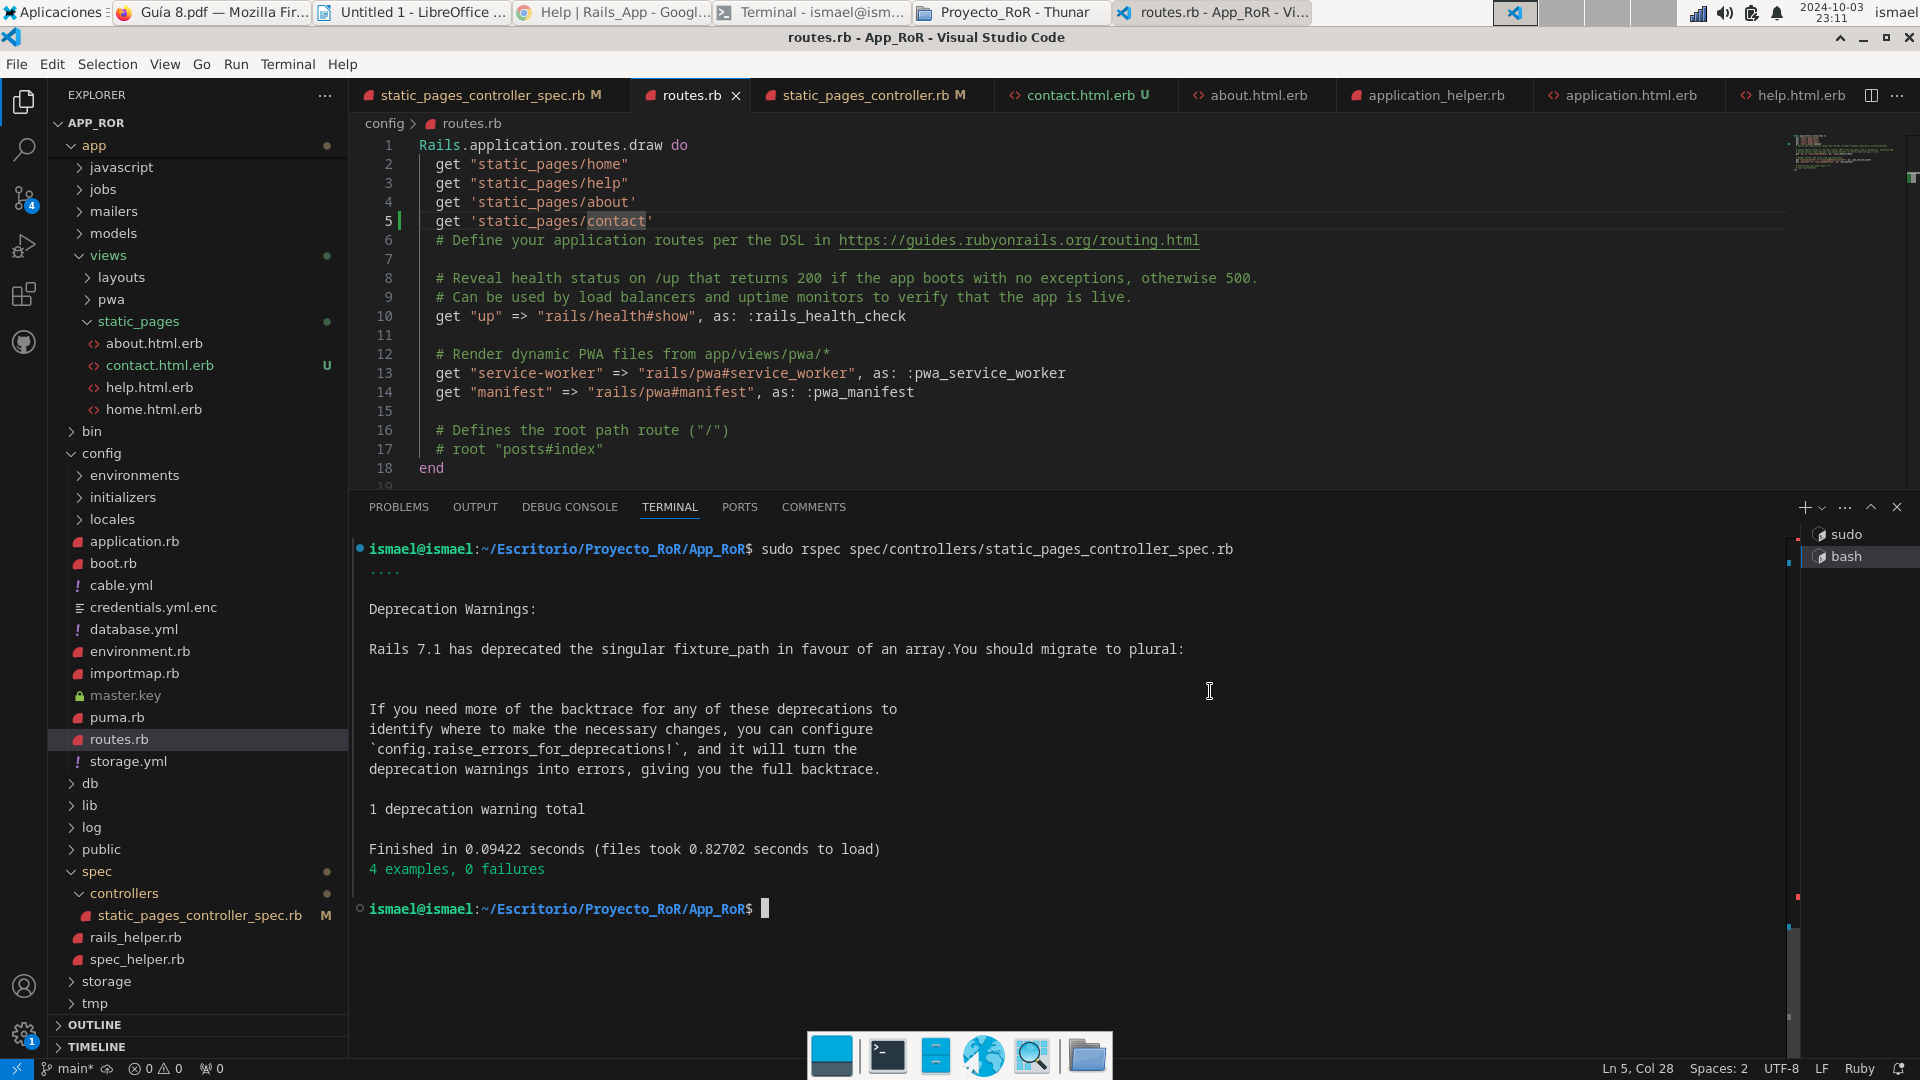 Aplicaciones
Guía 8.pdf — Mozilla Fir...
Untitled 1 - LibreOffice ...
Help | Rails_App - Googl...
Terminal - ismael@ism...
Proyecto_RoR - Thunar
routes.rb - App_RoR - Vi...
2024-10-03
23:11
ismael
routes.rb - App_RoR - Visual Studio Code
File Edit Selection View Go Run Terminal Help
EXPLORER
static_pages_controller_spec.rb M
routes.rb
static_pages_controller.rb M
contact.html.erb U
about.html.erb
application_helper.rb
application.html.erb
help.html.erb
APP_ROR
app
javascript
jobs
mailers
models
views
layouts
pwa
static_pages
about.html.erb
contact.html.erb U
help.html.erb
home.html.erb
bin
config
environments
initializers
locales
application.rb
boot.rb
cable.yml
credentials.yml.enc
database.yml
environment.rb
importmap.rb
master.key
puma.rb
routes.rb
storage.yml
db
lib
log
public
spec
controllers
static_pages_controller_spec.rb M
rails_helper.rb
spec_helper.rb
storage
tmp
OUTLINE
TIMELINE
4
1
config > routes.rb
1 Rails.application.routes.draw do
2 get "static_pages/home"
3 get "static_pages/help"
4 get 'static_pages/about'
5 get 'static_pages/contact'
6 # Define your application routes per the DSL in https://guides.rubyonrails.org/routing.html
7
8 # Reveal health status on /up that returns 200 if the app boots with no exceptions, otherwise 500.
9 # Can be used by load balancers and uptime monitors to verify that the app is live.
10 get "up" => "rails/health#show", as: :rails_health_check
11
12 # Render dynamic PWA files from app/views/pwa/*
13 get "service-worker" => "rails/pwa#service_worker", as: :pwa_service_worker
14 get "manifest" => "rails/pwa#manifest", as: :pwa_manifest
15
16 # Defines the root path route ("/")
17 # root "posts#index"
18 end
19
PROBLEMS OUTPUT DEBUG CONSOLE TERMINAL PORTS COMMENTS
sudo
bash
ismael@ismael:~/Escritorio/Proyecto_RoR/App_RoR$ sudo rspec spec/controllers/static_pages_controller_spec.rb
....
Deprecation Warnings:
Rails 7.1 has deprecated the singular fixture_path in favour of an array.You should migrate to plural:
If you need more of the backtrace for any of these deprecations to
identify where to make the necessary changes, you can configure
`config.raise_errors_for_deprecations!`, and it will turn the
deprecation warnings into errors, giving you the full backtrace.
1 deprecation warning total
Finished in 0.09422 seconds (files took 0.82702 seconds to load)
4 examples, 0 failures
ismael@ismael:~/Escritorio/Proyecto_RoR/App_RoR$
main* 0 0 0 Ln 5, Col 28 Spaces: 2 UTF-8 LF Ruby